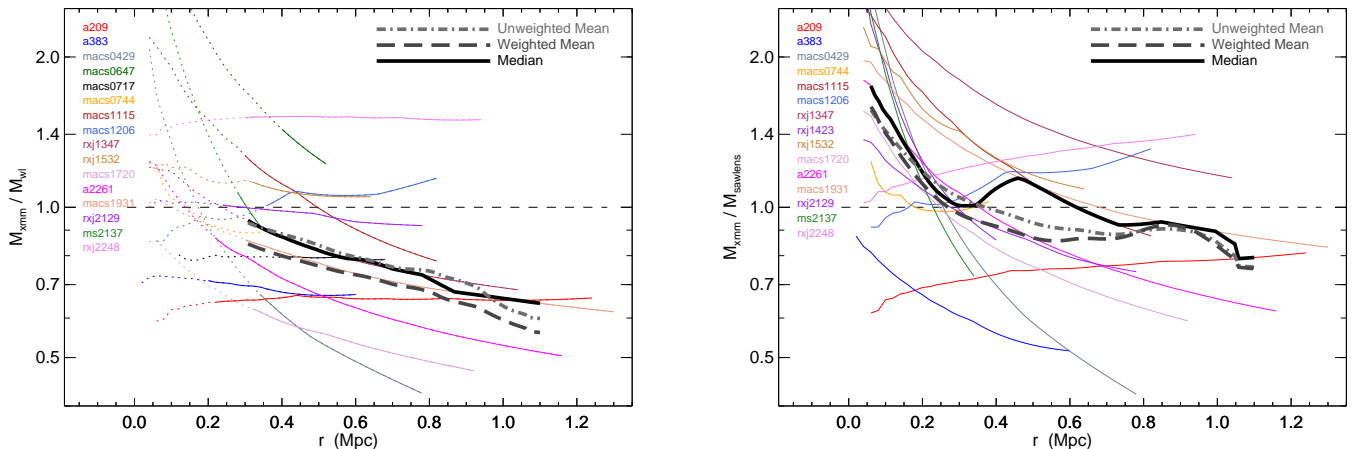 a209
a383
macs0429
macs0647
macs0717
macs0744
macs1115
macs1206
rxj1347
rxj1532
macs1720
a2261
macs1931
rxj2129
ms2137
rxj2248
Unweighted Mean
Weighted Mean
Median
2.0
1.4
1.0
0.7
0.5
M_xmm / M_wl
0.0 0.2 0.4 0.6 0.8 1.0 1.2
r (Mpc)
a209
a383
macs0429
macs0744
macs1115
macs1206
rxj1347
rxj1423
rxj1532
macs1720
a2261
macs1931
rxj2129
ms2137
rxj2248
Unweighted Mean
Weighted Mean
Median
2.0
1.4
1.0
0.7
0.5
M_xmm / M_sawlens
0.0 0.2 0.4 0.6 0.8 1.0 1.2
r (Mpc)